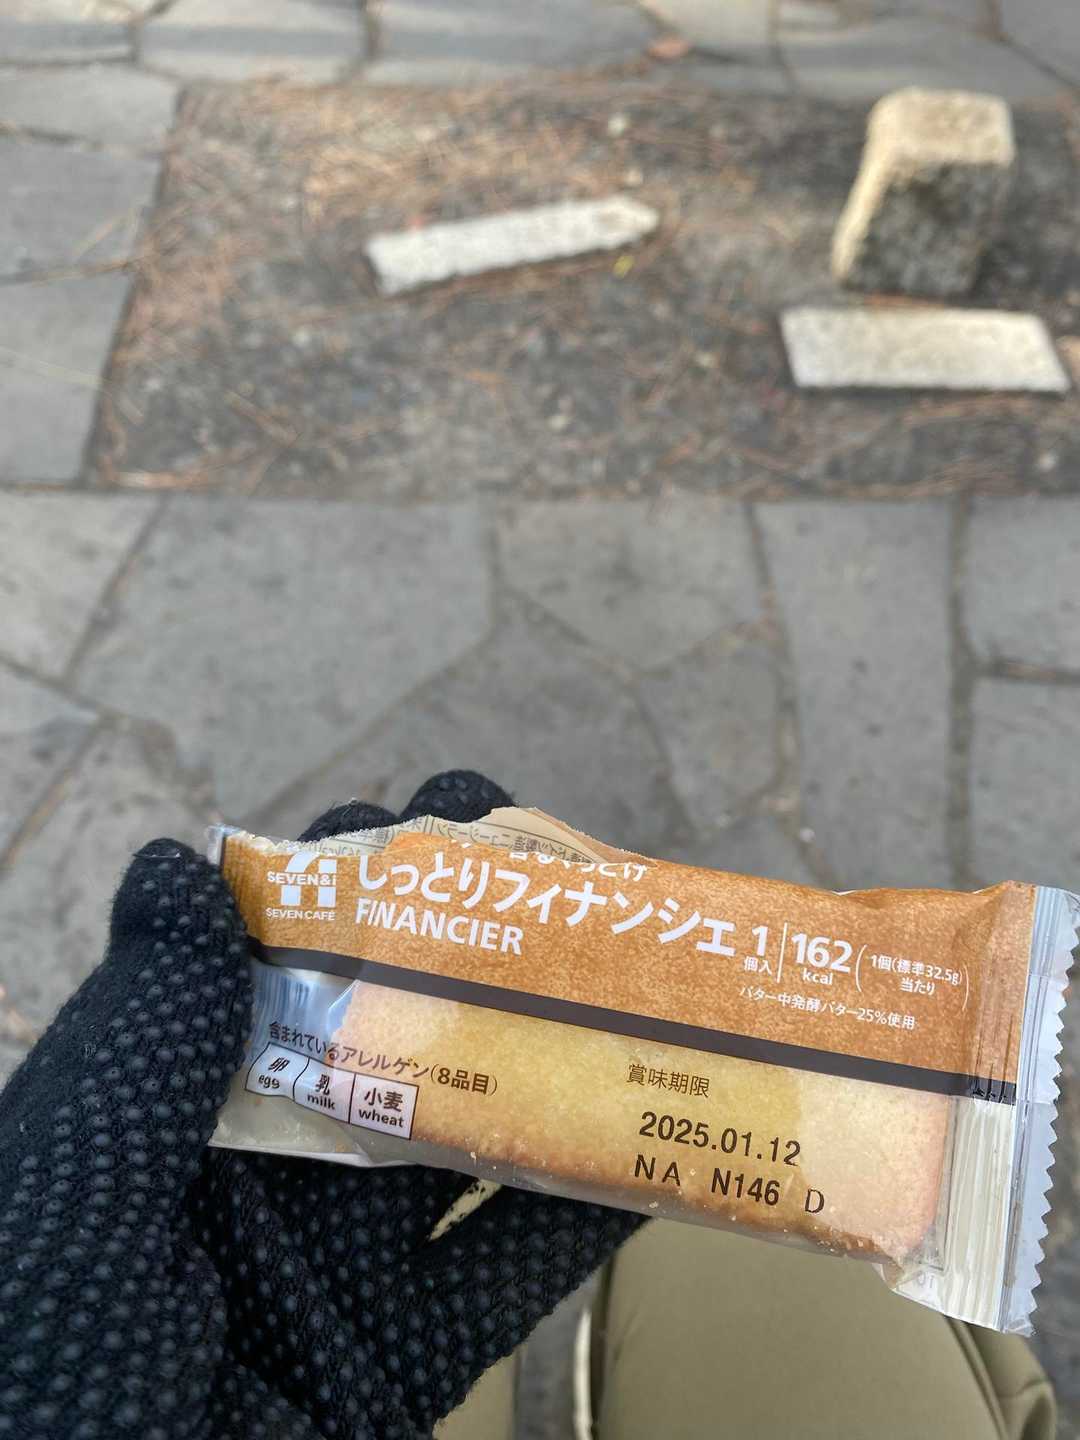 SEVEN&i
SEVEN CAFÉ
しっとりフィナンシェ
FINANCIER
1
個入
162
kcal
1個(標準32.5g)
当たり
バター中発酵バター25%使用
含まれているアレルゲン(8品目)
卵
egg
乳
milk
小麦
wheat
賞味期限
2025.01.12
NA N146 D